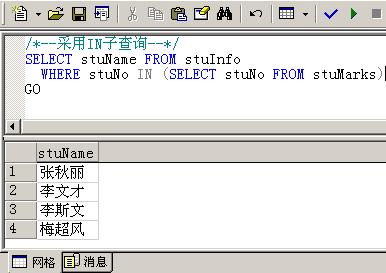 /*--采用IN子查询--*/
SELECT stuName FROM stuInfo
WHERE stuNo IN (SELECT stuNo FROM stuMarks)
GO
stuName
1 张秋丽
2 李文才
3 李斯文
4 梅超风
网格 消息